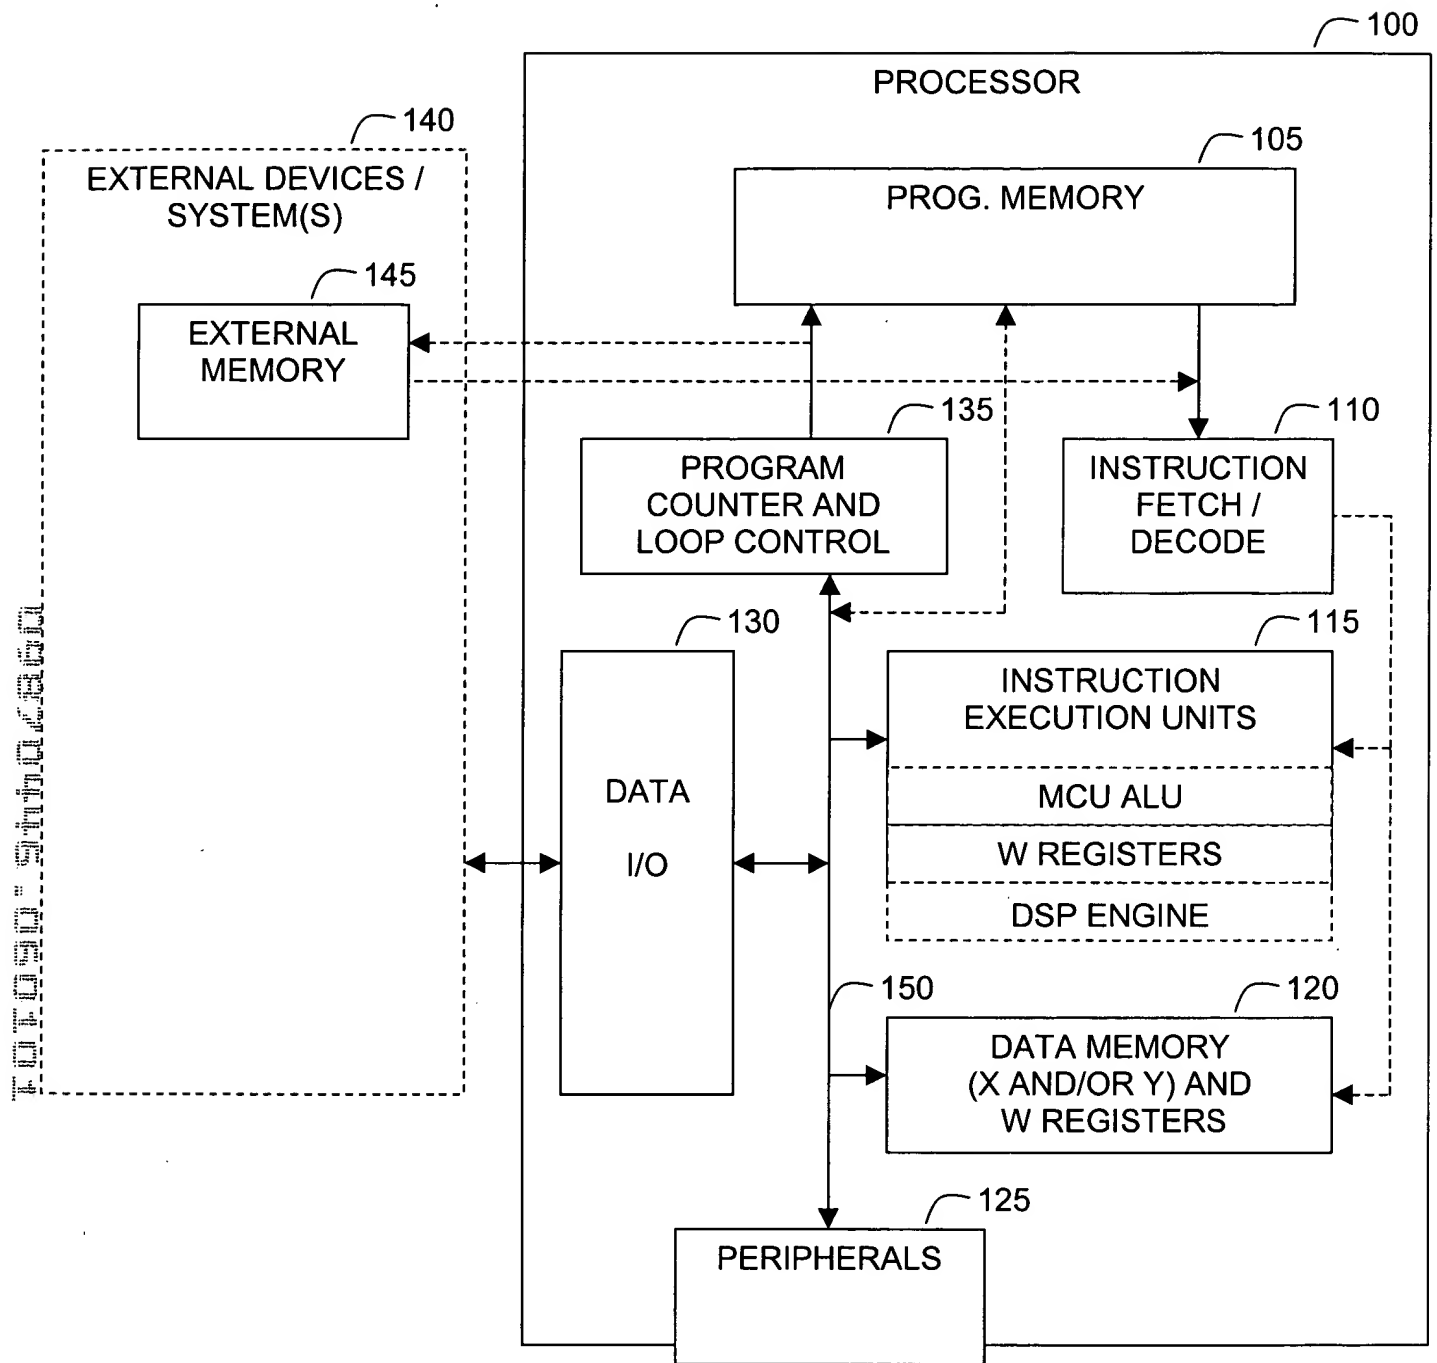 100
PROCESSOR
140
EXTERNAL DEVICES /
SYSTEM(S)
105
PROG. MEMORY
145
EXTERNAL
MEMORY
135
PROGRAM
COUNTER AND
LOOP CONTROL
110
INSTRUCTION
FETCH /
DECODE
130
DATA
I/O
115
INSTRUCTION
EXECUTION UNITS
MCU ALU
W REGISTERS
DSP ENGINE
150
120
DATA MEMORY
(X AND/OR Y) AND
W REGISTERS
125
PERIPHERALS